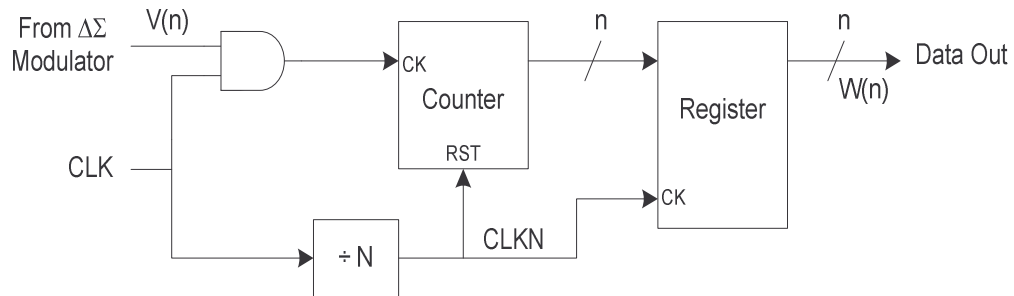 From ΔΣ
Modulator
V(n)
CLK
CK
Counter
RST
n
Register
CK
n
W(n)
Data Out
÷ N
CLKN